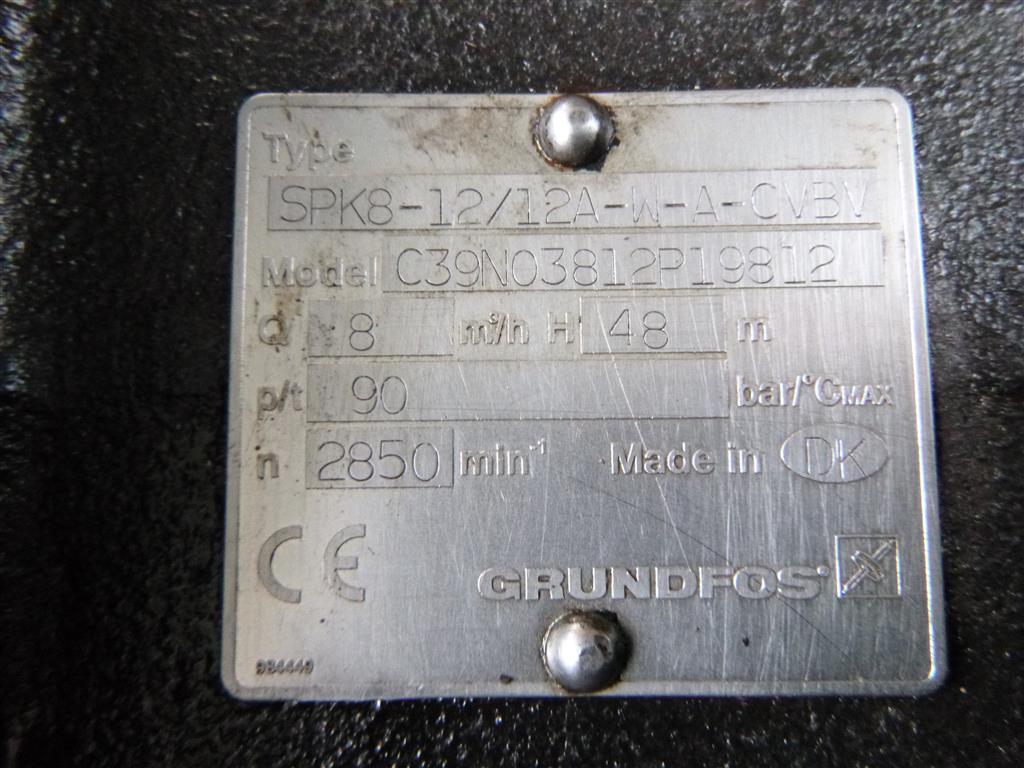 Type
SPK8-12/12A-W-A-CVBV
Model C39N03812P19812
Q 8 m³/h H 48 m
p/t 90 bar/°CMAX
n 2850 min⁻¹ Made in DK
CE GRUNDFOS
984449